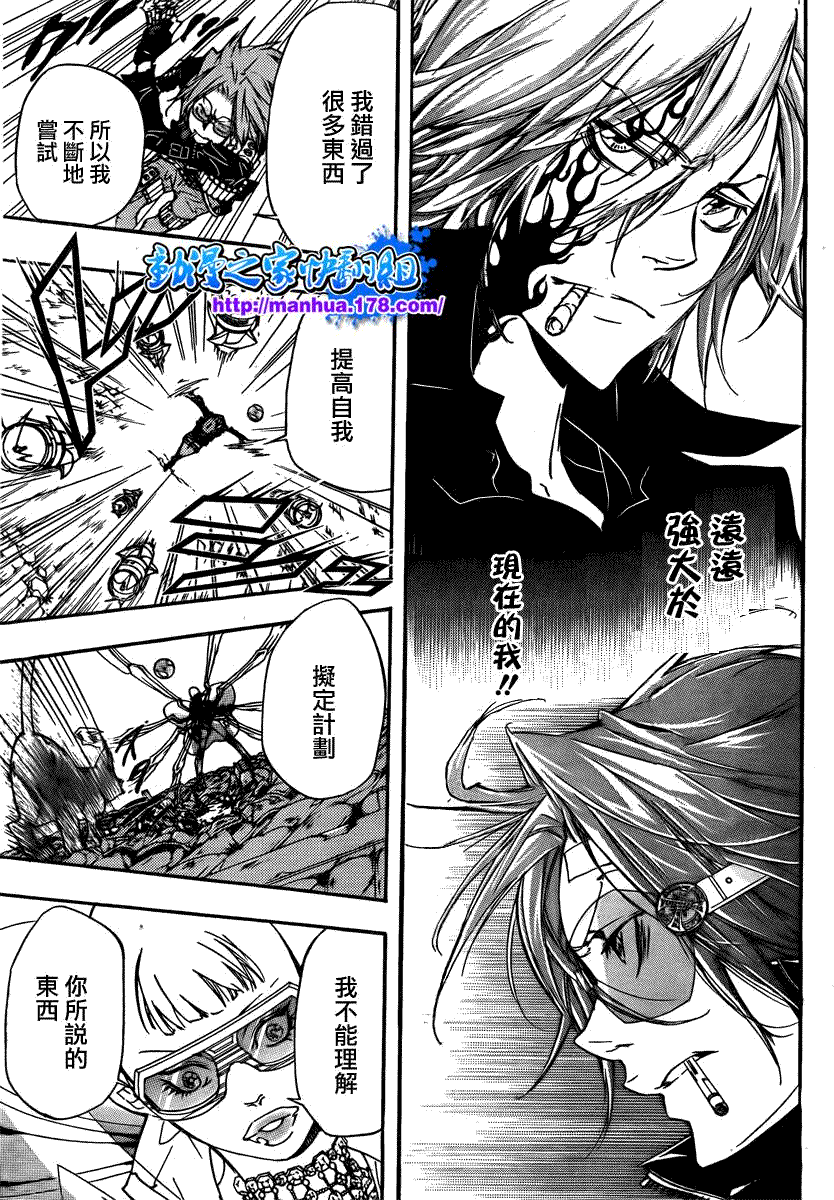 遠遠
強大於
現在的我!!
我錯過了
很多東西
所以我
不斷地
嘗試
動漫之家快翻組
http://manhua.178.com/
提高自我
擬定計劃
我不能理解
你所說的
東西